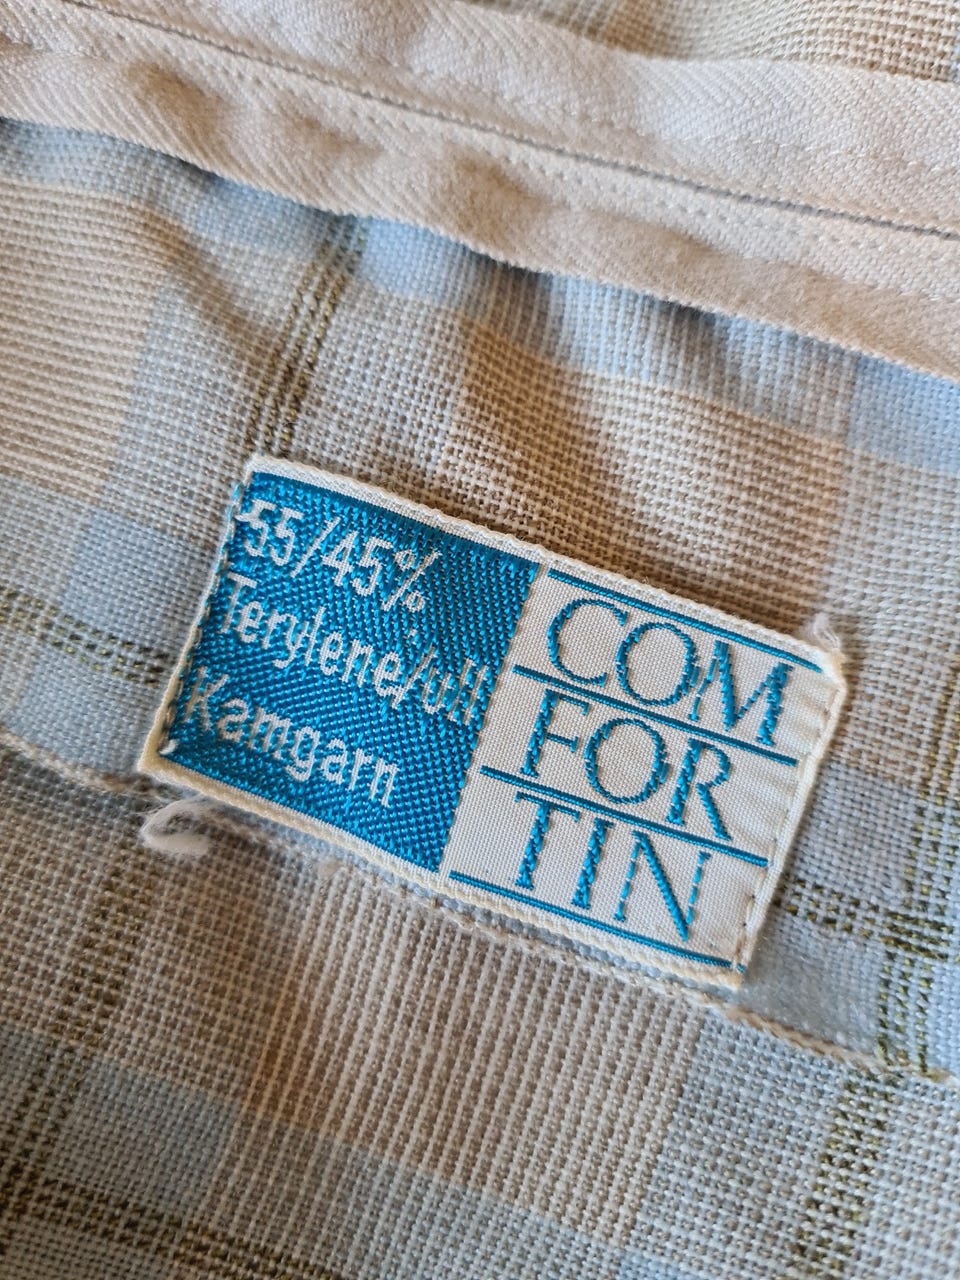 55/45%
Terylene/ull
Kamgarn
COM
FOR
TIN